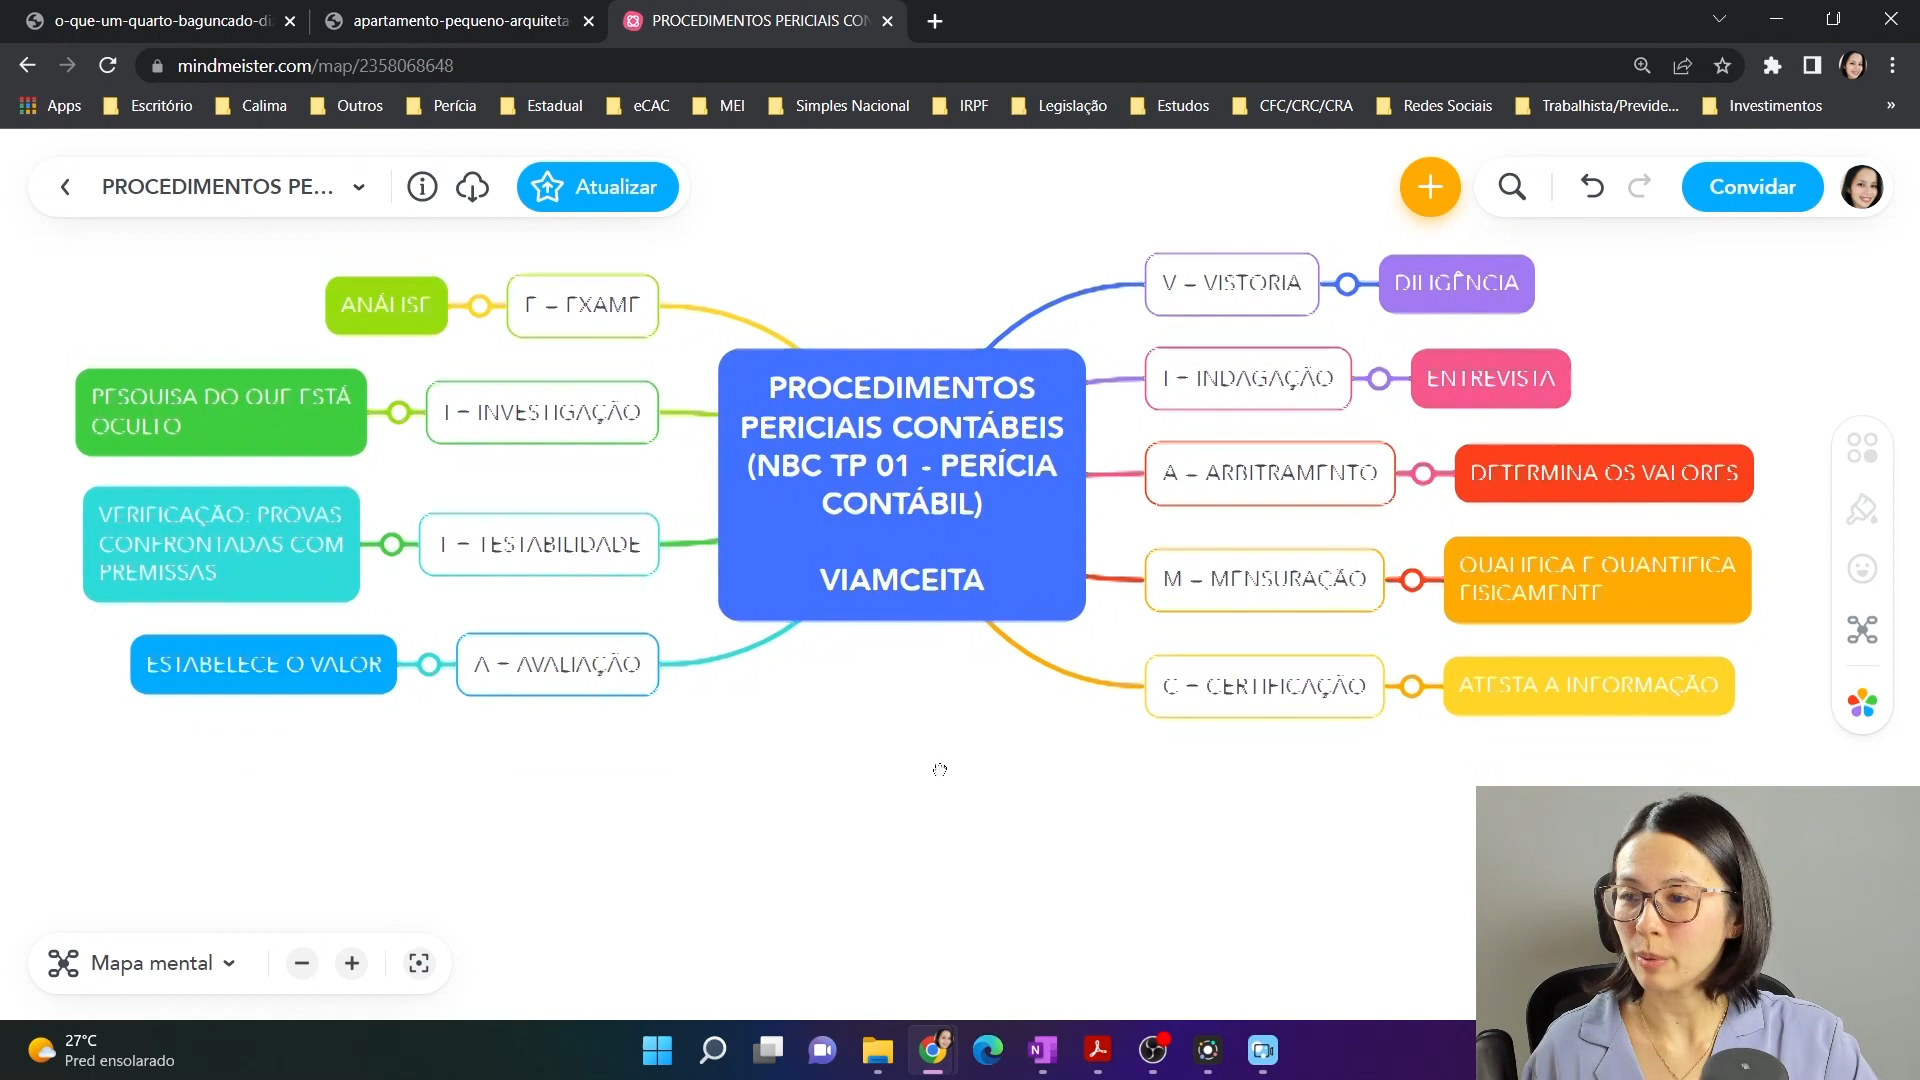 o-que-um-quarto-baguncado-di
apartamento-pequeno-arquiteta
PROCEDIMENTOS PERICIAIS CON
mindmeister.com/map/2358068648
Apps
Escritório
Calima
Outros
Perícia
Estadual
eCAC
MEI
Simples Nacional
IRPF
Legislação
Estudos
CFC/CRC/CRA
Redes Sociais
Trabalhista/Previde...
Investimentos
»
PROCEDIMENTOS PE...
Atualizar
Convidar
ANÁLISE
E - EXAME
PESQUISA DO QUE ESTÁ
OCULTO
I - INVESTIGAÇÃO
VERIFICAÇÃO: PROVAS
CONFRONTADAS COM
PREMISSAS
T - TESTABILIDADE
ESTABELECE O VALOR
A - AVALIAÇÃO
PROCEDIMENTOS
PERICIAIS CONTÁBEIS
(NBC TP 01 - PERÍCIA
CONTÁBIL)
VIAMCEITA
V - VISTORIA
DILIGÊNCIA
I - INDAGAÇÃO
ENTREVISTA
A - ARBITRAMENTO
DETERMINA OS VALORES
M - MENSURAÇÃO
QUALIFICA E QUANTIFICA
FISICAMENTE
C - CERTIFICAÇÃO
ATESTA A INFORMAÇÃO
Mapa mental
27°C
Pred ensolarado